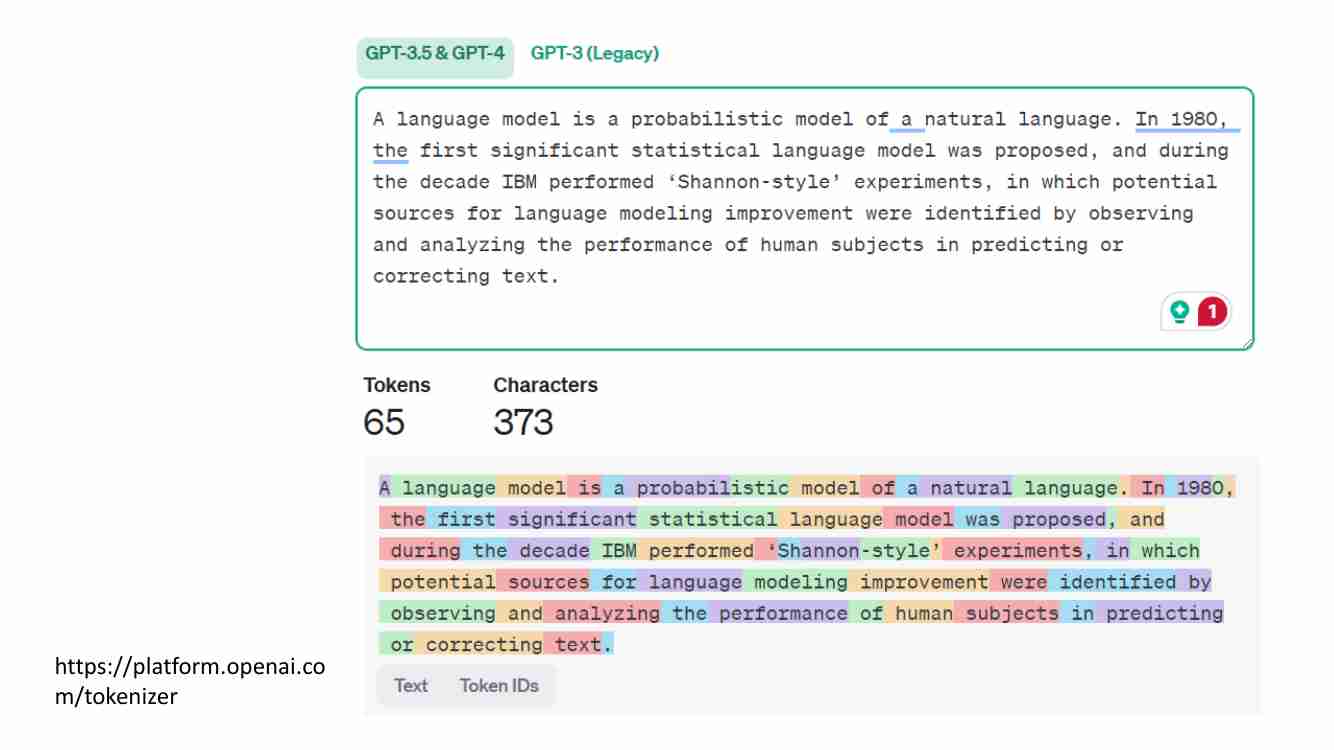 GPT-3.5 & GPT-4 GPT-3 (Legacy)
A language model is a probabilistic model of a natural language. In 1980,
the first significant statistical language model was proposed, and during
the decade IBM performed ‘Shannon-style’ experiments, in which potential
sources for language modeling improvement were identified by observing
and analyzing the performance of human subjects in predicting or
correcting text.
1
Tokens Characters
65 373
A language model is a probabilistic model of a natural language. In 1980,
the first significant statistical language model was proposed, and
during the decade IBM performed ‘Shannon-style’ experiments, in which
potential sources for language modeling improvement were identified by
observing and analyzing the performance of human subjects in predicting
or correcting text.
Text Token IDs
https://platform.openai.co
m/tokenizer